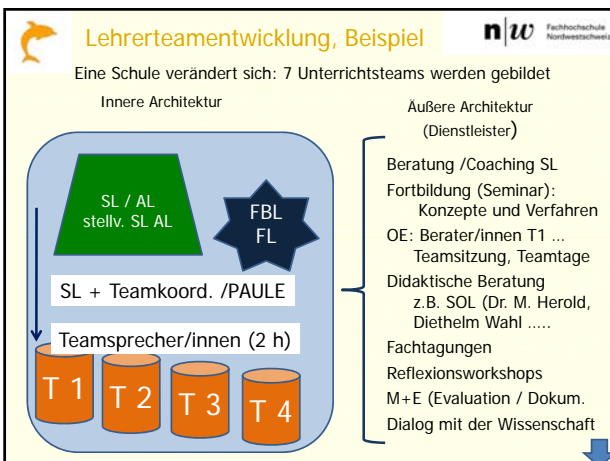 Lehrerteamentwicklung, Beispiel
n|w Fachhochschule
Nordwestschweiz
Eine Schule verändert sich: 7 Unterrichtsteams werden gebildet
Innere Architektur
SL / AL
stellv. SL AL
FBL
FL
SL + Teamkoord. /PAULE
Teamsprecher/innen (2 h)
T 1
T 2
T 3
T 4
Äußere Architektur
(Dienstleister)
Beratung /Coaching SL
Fortbildung (Seminar):
Konzepte und Verfahren
OE: Berater/innen T1 ...
Teamsitzung, Teamtage
Didaktische Beratung
z.B. SOL (Dr. M. Herold,
Diethelm Wahl .....
Fachtagungen
Reflexionsworkshops
M+E (Evaluation / Dokum.
Dialog mit der Wissenschaft